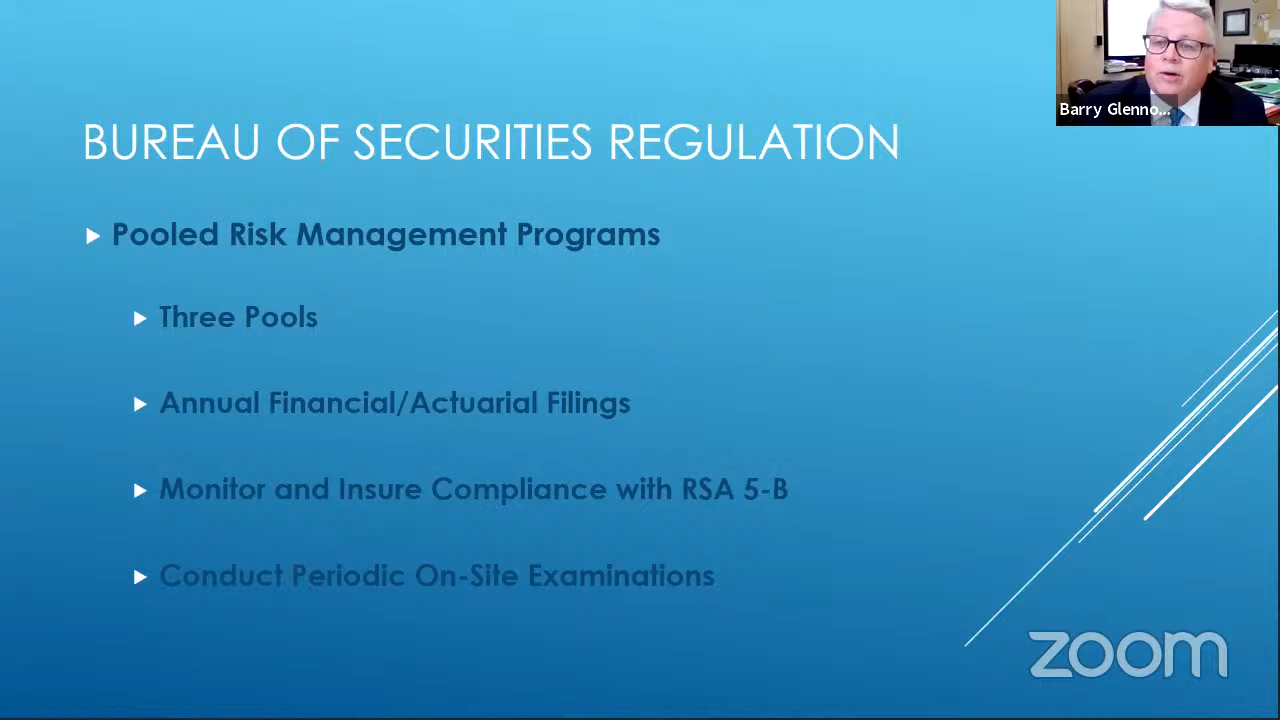 Barry Glenno...
BUREAU OF SECURITIES REGULATION
Pooled Risk Management Programs
Three Pools
Annual Financial/Actuarial Filings
Monitor and Insure Compliance with RSA 5-B
Conduct Periodic On-Site Examinations
zoom